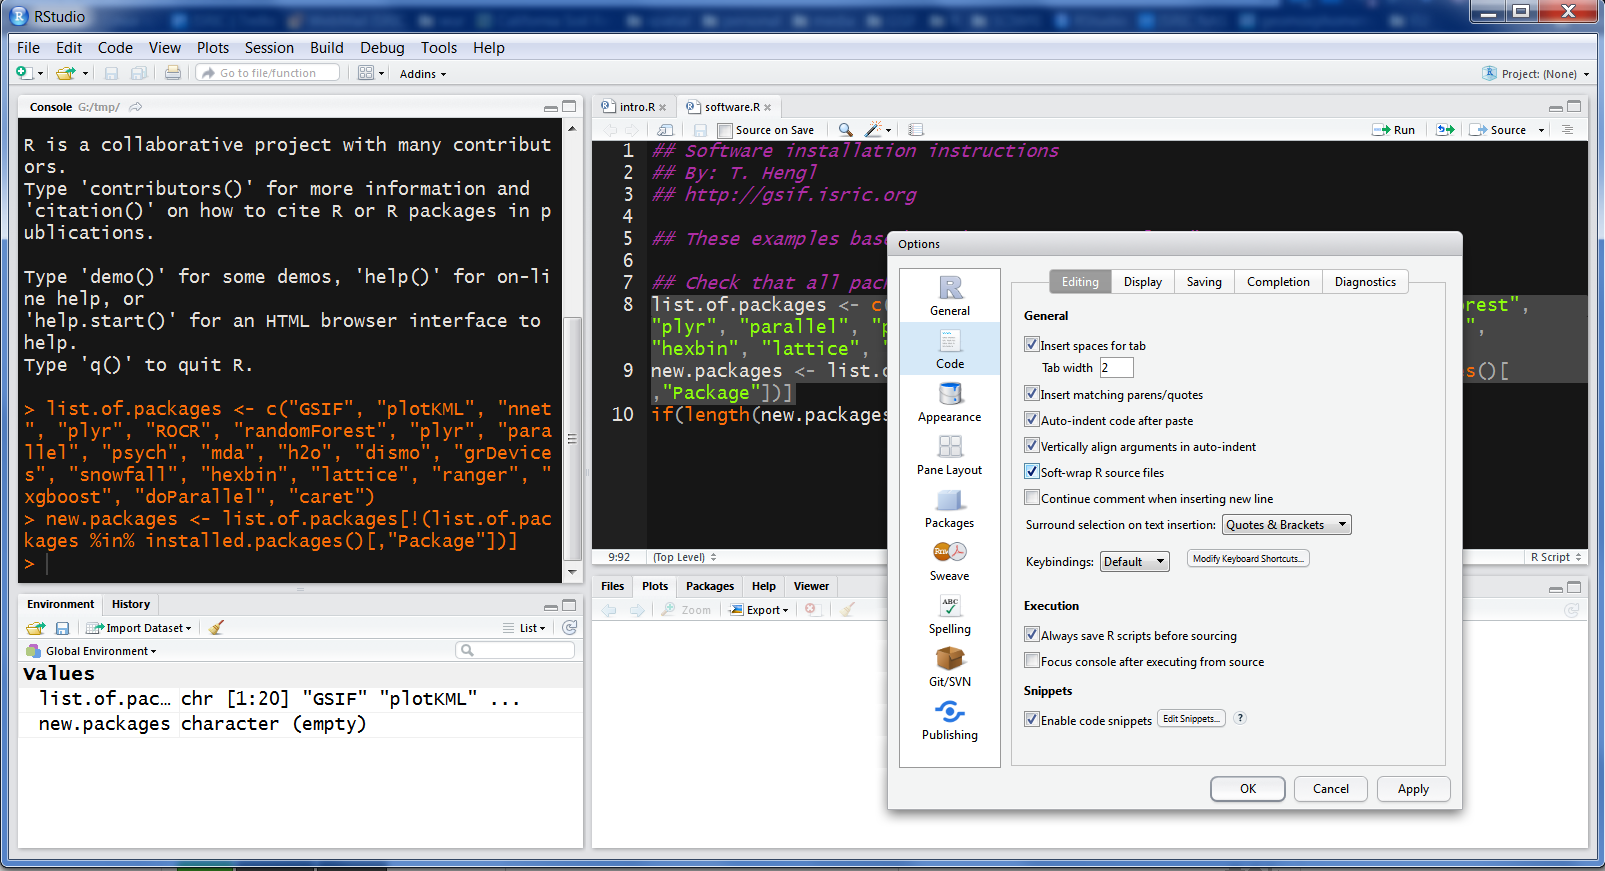 RStudio
File Edit Code View Plots Session Build Debug Tools Help
Go to file/function Addins Project: (None)
Console G:/tmp/
R is a collaborative project with many contribut
ors.
Type 'contributors()' for more information and
'citation()' on how to cite R or R packages in p
ublications.
Type 'demo()' for some demos, 'help()' for on-li
ne help, or
'help.start()' for an HTML browser interface to
help.
Type 'q()' to quit R.
> list.of.packages <- c("GSIF", "plotKML", "nnet
", "plyr", "ROCR", "randomForest", "plyr", "para
llel", "psych", "mda", "h2o", "dismo", "grDevice
s", "snowfall", "hexbin", "lattice", "ranger", "
xgboost", "doParallel", "caret")
> new.packages <- list.of.packages[!(list.of.pac
kages %in% installed.packages()[,"Package"])]
>
Environment History
Import Dataset List
Global Environment
Values
list.of.pac… chr [1:20] "GSIF" "plotKML" ...
new.packages character (empty)
intro.R software.R
Source on Save Run Source
1 ## Software installation instructions
2 ## By: T. Hengl
3 ## http://gsif.isric.org
4
5 ## These examples bas
6
7 ## Check that all pac
8 list.of.packages <- c orest",
"plyr", "parallel", "p ",
"hexbin", "lattice", "
9 new.packages <- list.o s()[
,"Package"])]
10 if(length(new.packages
9:92 (Top Level) R Script
Files Plots Packages Help Viewer
Zoom Export
Options
General
Code
Appearance
Pane Layout
Packages
Sweave
ABC
Spelling
Git/SVN
Publishing
Editing Display Saving Completion Diagnostics
General
Insert spaces for tab
Tab width 2
Insert matching parens/quotes
Auto-indent code after paste
Vertically align arguments in auto-indent
Soft-wrap R source files
Continue comment when inserting new line
Surround selection on text insertion: Quotes & Brackets
Keybindings: Default Modify Keyboard Shortcuts...
Execution
Always save R scripts before sourcing
Focus console after executing from source
Snippets
Enable code snippets Edit Snippets... ?
OK Cancel Apply